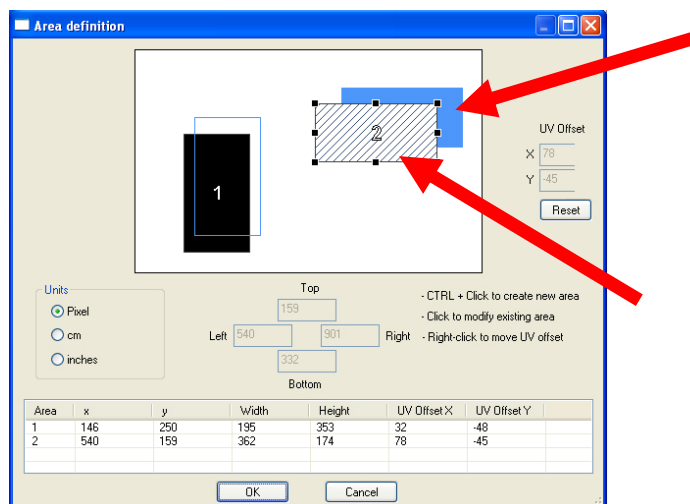 Area definition
2
1
UV Offset
X 78
Y -45
Reset
Units
Pixel
cm
inches
Top
159
Left 540 901 Right
332
Bottom
- CTRL + Click to create new area
- Click to modify existing area
- Right-click to move UV offset
Area x y Width Height UV Offset X UV Offset Y
1 146 250 195 353 32 -48
2 540 159 362 174 78 -45
OK Cancel